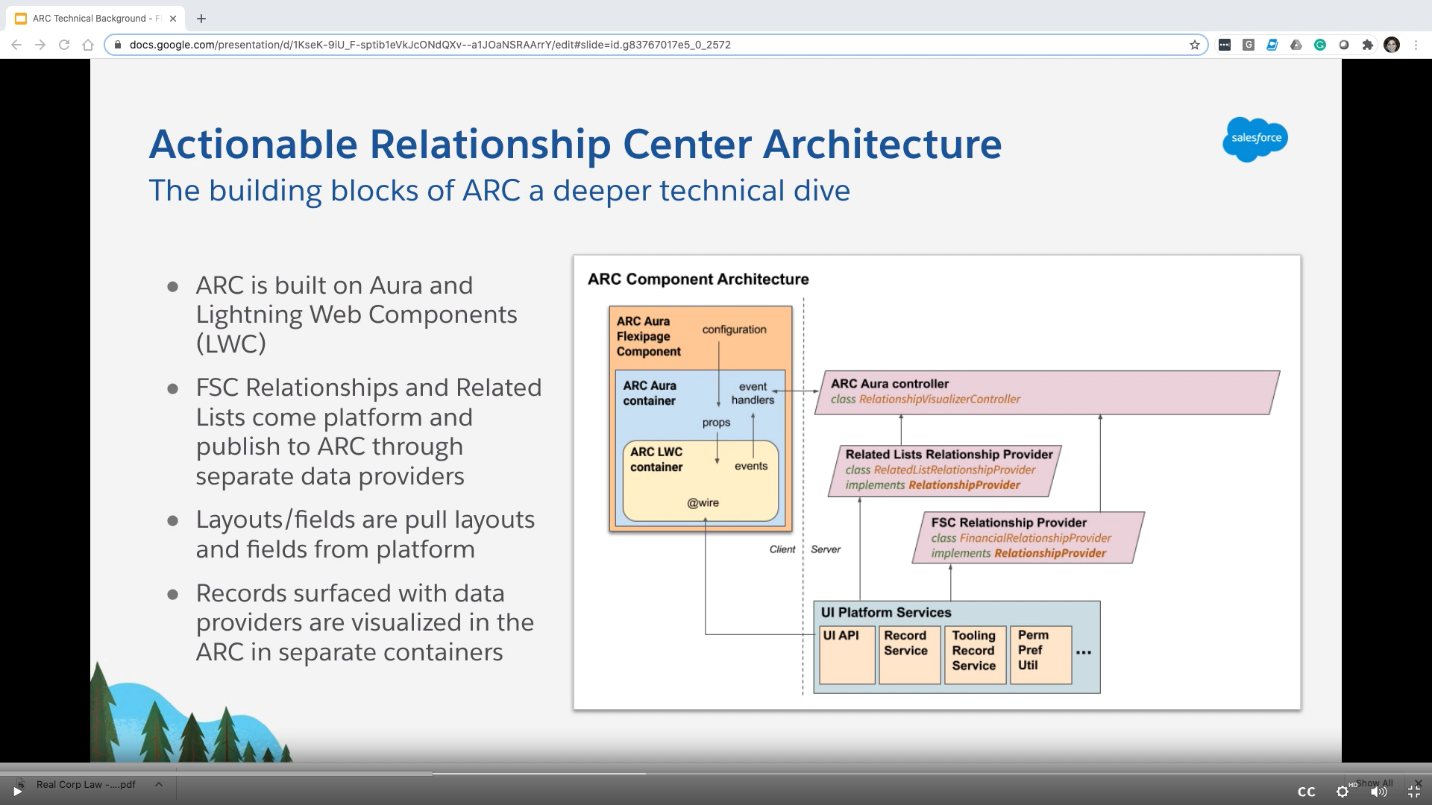 ARC Technical Background - F
docs.google.com/presentation/d/1KseK-9iU_F-sptib1eVkJcONdQXv--a1JOaNSRAArrY/edit#slide=id.g83767017e5_0_2572
Actionable Relationship Center Architecture
salesforce
The building blocks of ARC a deeper technical dive
● ARC is built on Aura and
Lightning Web Components
(LWC)
● FSC Relationships and Related
Lists come platform and
publish to ARC through
separate data providers
● Layouts/fields are pull layouts
and fields from platform
● Records surfaced with data
providers are visualized in the
ARC in separate containers
ARC Component Architecture
ARC Aura
Flexipage
Component
configuration
ARC Aura
container
event
handlers
props
ARC LWC
container
events
@wire
Client
Server
ARC Aura controller
class RelationshipVisualizerController
Related Lists Relationship Provider
class RelatedListRelationshipProvider
implements RelationshipProvider
FSC Relationship Provider
class FinancialRelationshipProvider
implements RelationshipProvider
UI Platform Services
UI API
Record
Service
Tooling
Record
Service
Perm
Pref
Util
...
Real Corp Law -....pdf
Show All
CC
HD